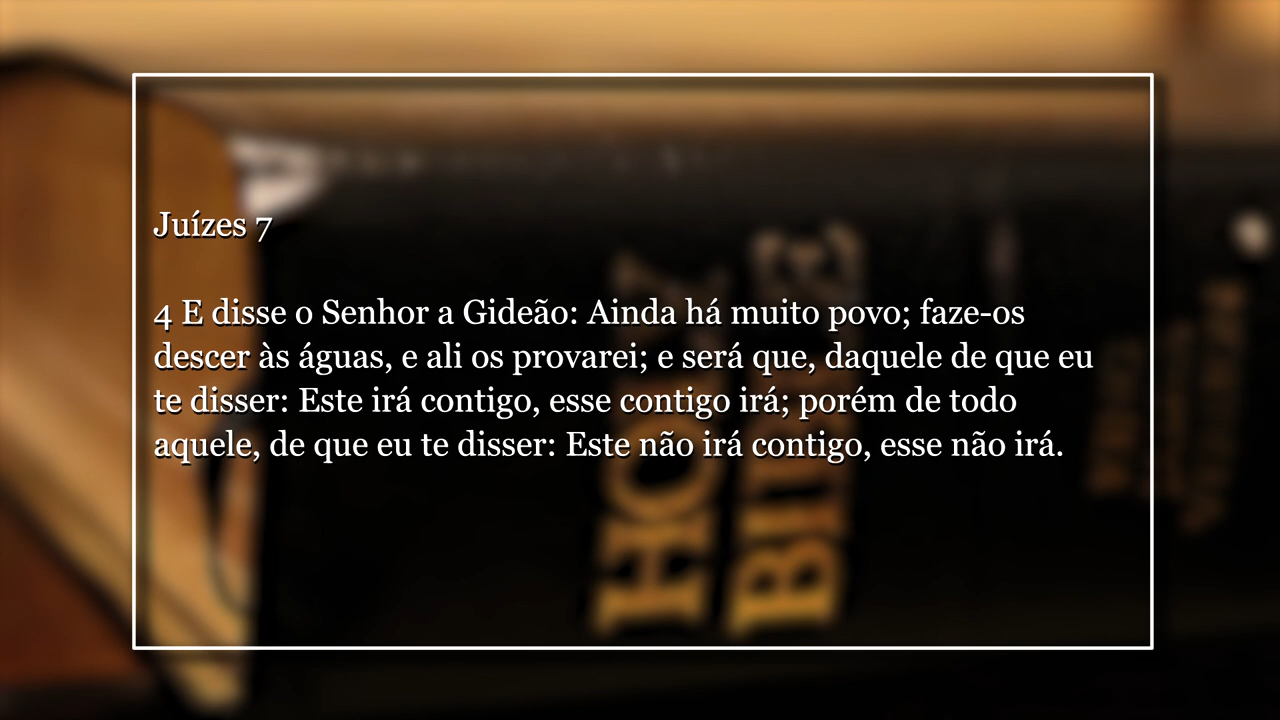 Juízes 7
4 E disse o Senhor a Gideão: Ainda há muito povo; faze-os
descer às águas, e ali os provarei; e será que, daquele de que eu
te disser: Este irá contigo, esse contigo irá; porém de todo
aquele, de que eu te disser: Este não irá contigo, esse não irá.
HOLY
BIBLE